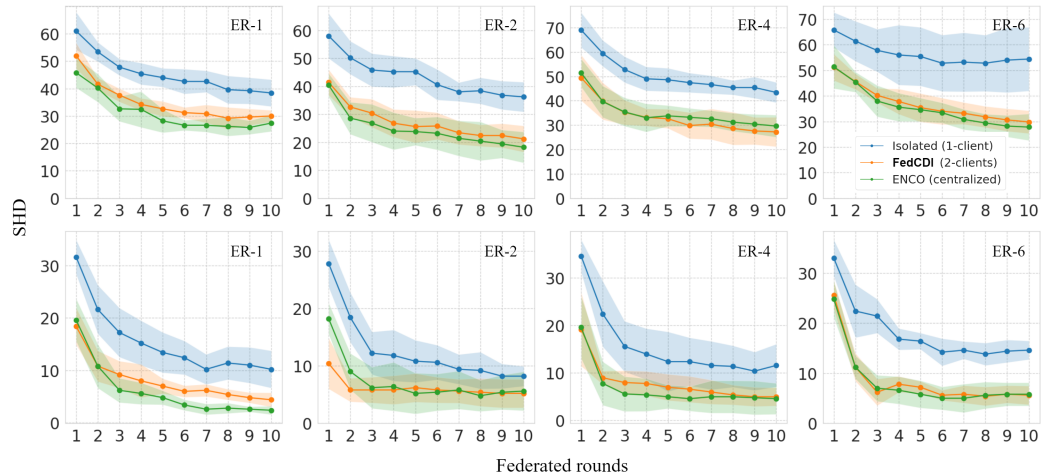 ER-1
60
50
40
30
20
10
0
1 2 3 4 5 6 7 8 9 10
ER-2
60
50
40
30
20
10
0
1 2 3 4 5 6 7 8 9 10
ER-4
70
60
50
40
30
20
10
0
1 2 3 4 5 6 7 8 9 10
ER-6
70
60
50
40
30
20
10
0
Isolated (1-client)
FedCDI (2-clients)
ENCO (centralized)
1 2 3 4 5 6 7 8 9 10
SHD
ER-1
30
20
10
0
1 2 3 4 5 6 7 8 9 10
ER-2
30
20
10
0
1 2 3 4 5 6 7 8 9 10
ER-4
30
20
10
0
1 2 3 4 5 6 7 8 9 10
ER-6
30
20
10
0
1 2 3 4 5 6 7 8 9 10
Federated rounds